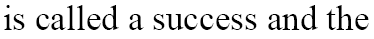 is called a success and the